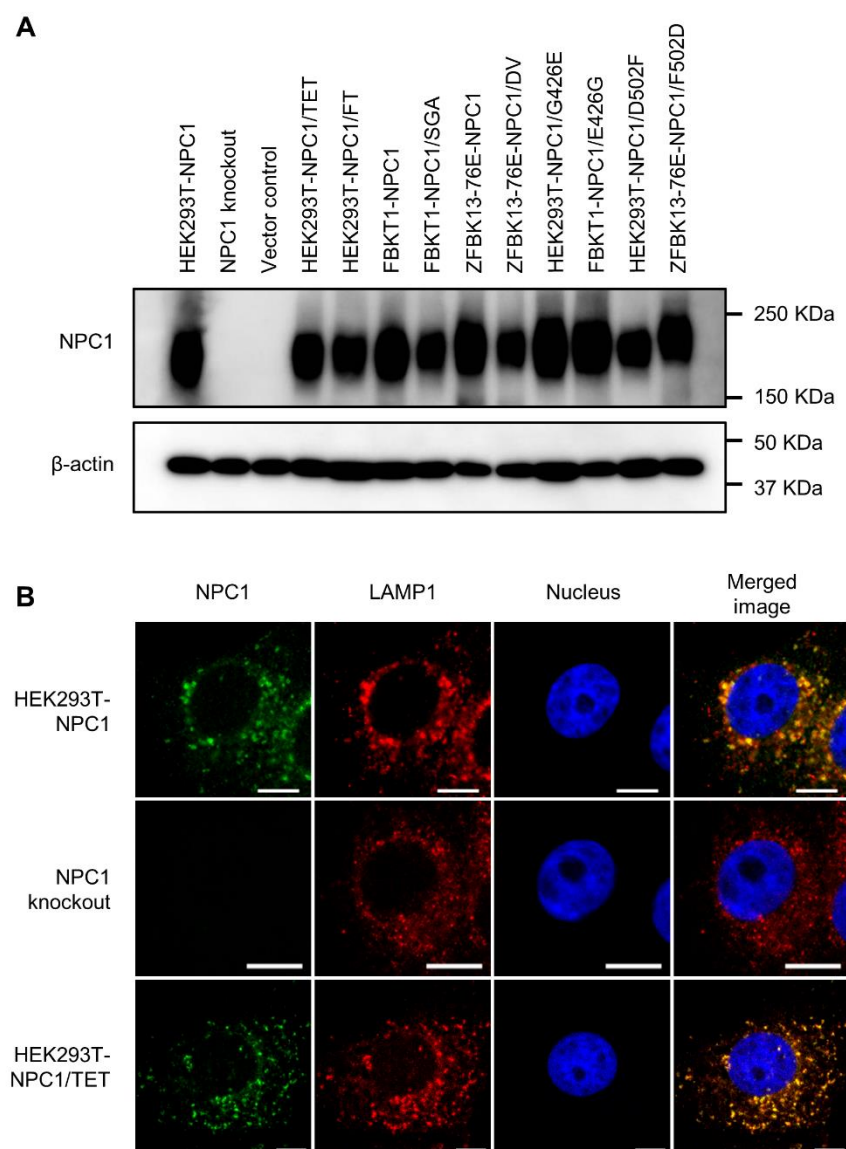 A
HEK293T-NPC1
NPC1 knockout
Vector control
HEK293T-NPC1/TET
HEK293T-NPC1/FT
FBKT1-NPC1
FBKT1-NPC1/SGA
ZFBK13-76E-NPC1
ZFBK13-76E-NPC1/DV
HEK293T-NPC1/G426E
FBKT1-NPC1/E426G
HEK293T-NPC1/D502F
ZFBK13-76E-NPC1/F502D
NPC1
250 KDa
150 KDa
β-actin
50 KDa
37 KDa
B
NPC1 LAMP1 Nucleus Merged
image
HEK293T-
NPC1
NPC1
knockout
HEK293T-
NPC1/TET